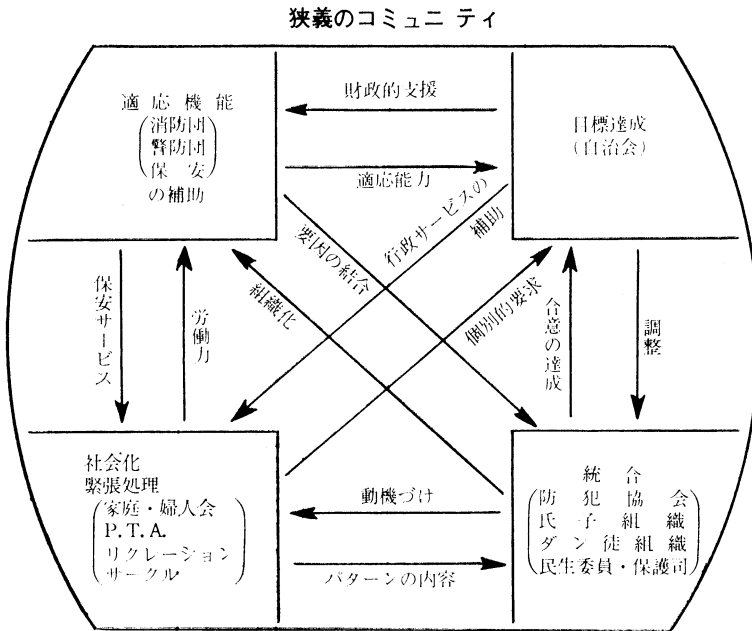 狭義のコミュニティ
適応機能
(消防団
警防団
保安)
の補助
財政的支援
適応能力
目標達成
(自治会)
要因の結合
行政サービスの
補助
組織化
個別的要求
保安サービス
労働力
合意の達成
調整
社会化
緊張処理
(家庭・婦人会
P.T.A.
リクレーション
サークル)
動機づけ
パターンの内容
統合
(防犯協会
氏子組織
ダン徒組織
民生委員・保護司)